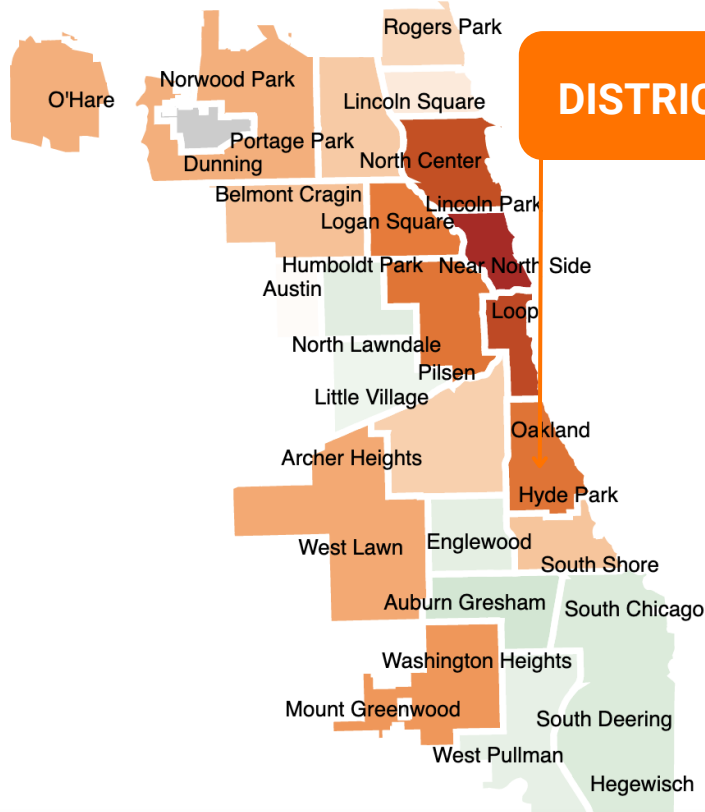 Rogers Park
Norwood Park
O'Hare
Lincoln Square
DISTRIC
Portage Park
Dunning
North Center
Belmont Cragin
Lincoln Park
Logan Square
Humboldt Park
Near North Side
Austin
Loop
North Lawndale
Pilsen
Little Village
Oakland
Archer Heights
Hyde Park
West Lawn
Englewood
South Shore
Auburn Gresham
South Chicago
Washington Heights
Mount Greenwood
South Deering
West Pullman
Hegewisch